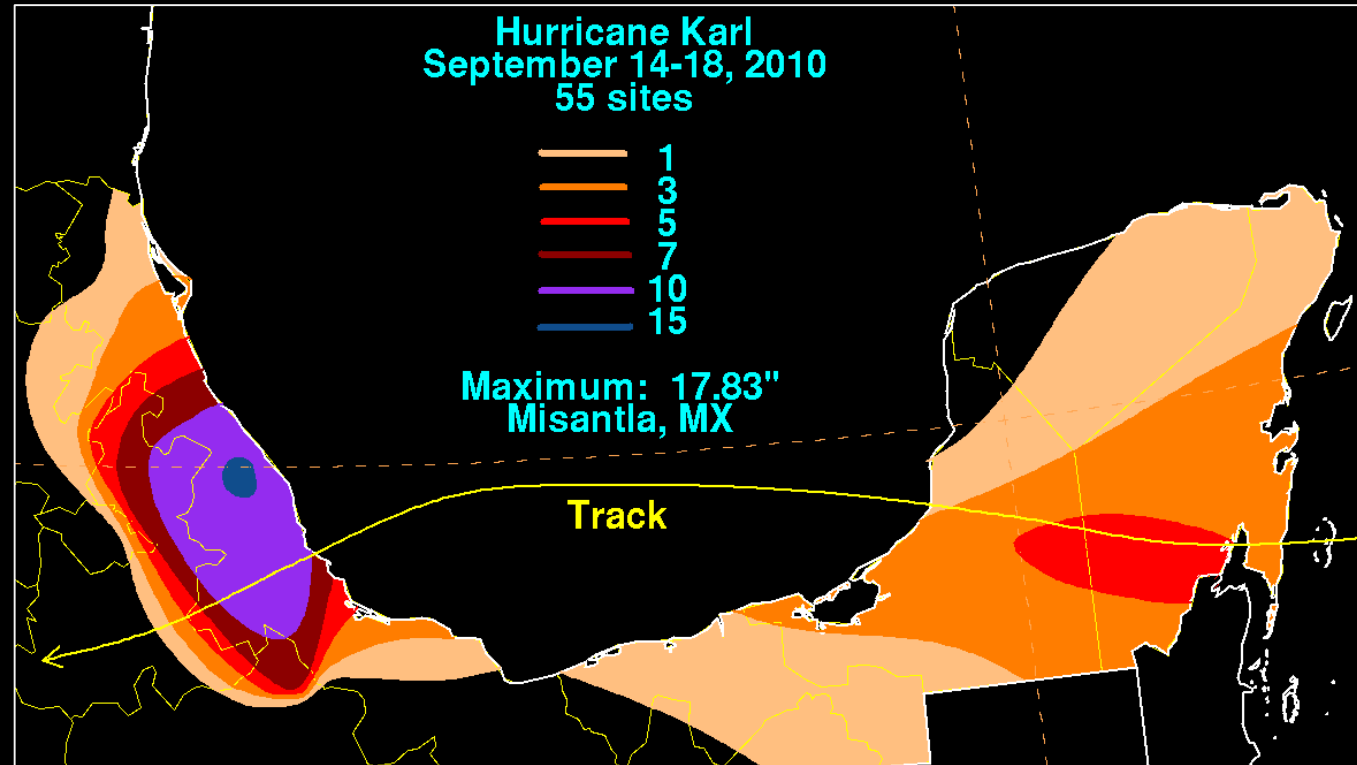 Hurricane Karl
September 14-18, 2010
55 sites
1
3
5
7
10
15
Maximum: 17.83"
Misantla, MX
Track